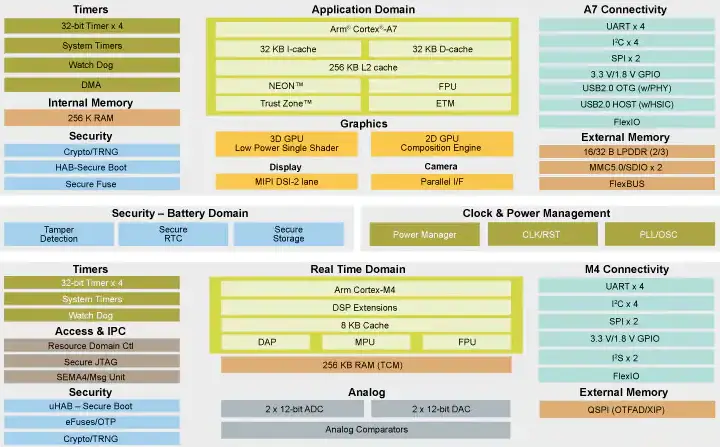 Timers
32-bit Timer x 4
System Timers
Watch Dog
DMA
Internal Memory
256 K RAM
Security
Crypto/TRNG
HAB-Secure Boot
Secure Fuse
Application Domain
Arm® Cortex®-A7
32 KB I-cache
32 KB D-cache
256 KB L2 cache
NEON™
FPU
Trust Zone™
ETM
Graphics
3D GPU
Low Power Single Shader
2D GPU
Composition Engine
Display
Camera
MIPI DSI-2 lane
Parallel I/F
A7 Connectivity
UART x 4
I²C x 4
SPI x 2
3.3 V/1.8 V GPIO
USB2.0 OTG (w/PHY)
USB2.0 HOST (w/HSIC)
FlexIO
External Memory
16/32 B LPDDR (2/3)
MMC5.0/SDIO x 2
FlexBUS
Security – Battery Domain
Tamper
Detection
Secure
RTC
Secure
Storage
Clock & Power Management
Power Manager
CLK/RST
PLL/OSC
Timers
32-bit Timer x 4
System Timers
Watch Dog
Access & IPC
Resource Domain Ctl
Secure JTAG
SEMA4/Msg Unit
Security
uHAB – Secure Boot
eFuses/OTP
Crypto/TRNG
Real Time Domain
Arm Cortex-M4
DSP Extensions
8 KB Cache
DAP
MPU
FPU
256 KB RAM (TCM)
Analog
2 x 12-bit ADC
2 x 12-bit DAC
Analog Comparators
M4 Connectivity
UART x 4
I²C x 4
SPI x 2
3.3 V/1.8 V GPIO
I²S x 2
FlexIO
External Memory
QSPI (OTFAD/XIP)